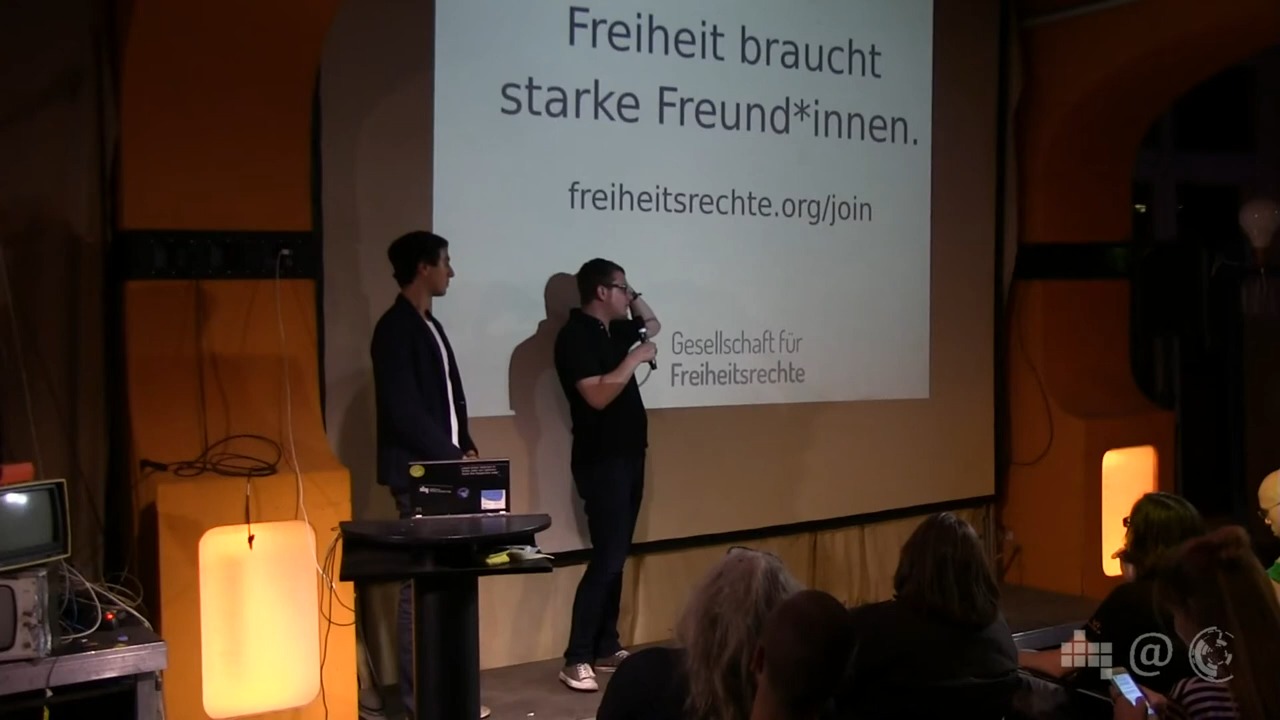 Freiheit braucht
starke Freund*innen.
freiheitsrechte.org/join
Gesellschaft für
Freiheitsrechte
@